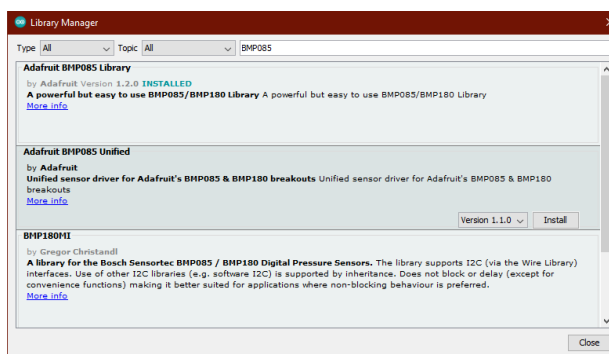 Library Manager
Type All Topic All BMP085
Adafruit BMP085 Library
by Adafruit Version 1.2.0 INSTALLED
A powerful but easy to use BMP085/BMP180 Library A powerful but easy to use BMP085/BMP180 Library
More info
Adafruit BMP085 Unified
by Adafruit
Unified sensor driver for Adafruit's BMP085 & BMP180 breakouts Unified sensor driver for Adafruit's BMP085 & BMP180
breakouts
More info
Version 1.1.0 Install
BMP180MI
by Gregor Christandl
A library for the Bosch Sensortec BMP085 / BMP180 Digital Pressure Sensors. The library supports I2C (via the Wire Library)
interfaces. Use of other I2C libraries (e.g. software I2C) is supported by inheritance. Does not block or delay (except for
convenience functions) making it better suited for applications where non-blocking behaviour is preferred.
More info
Close